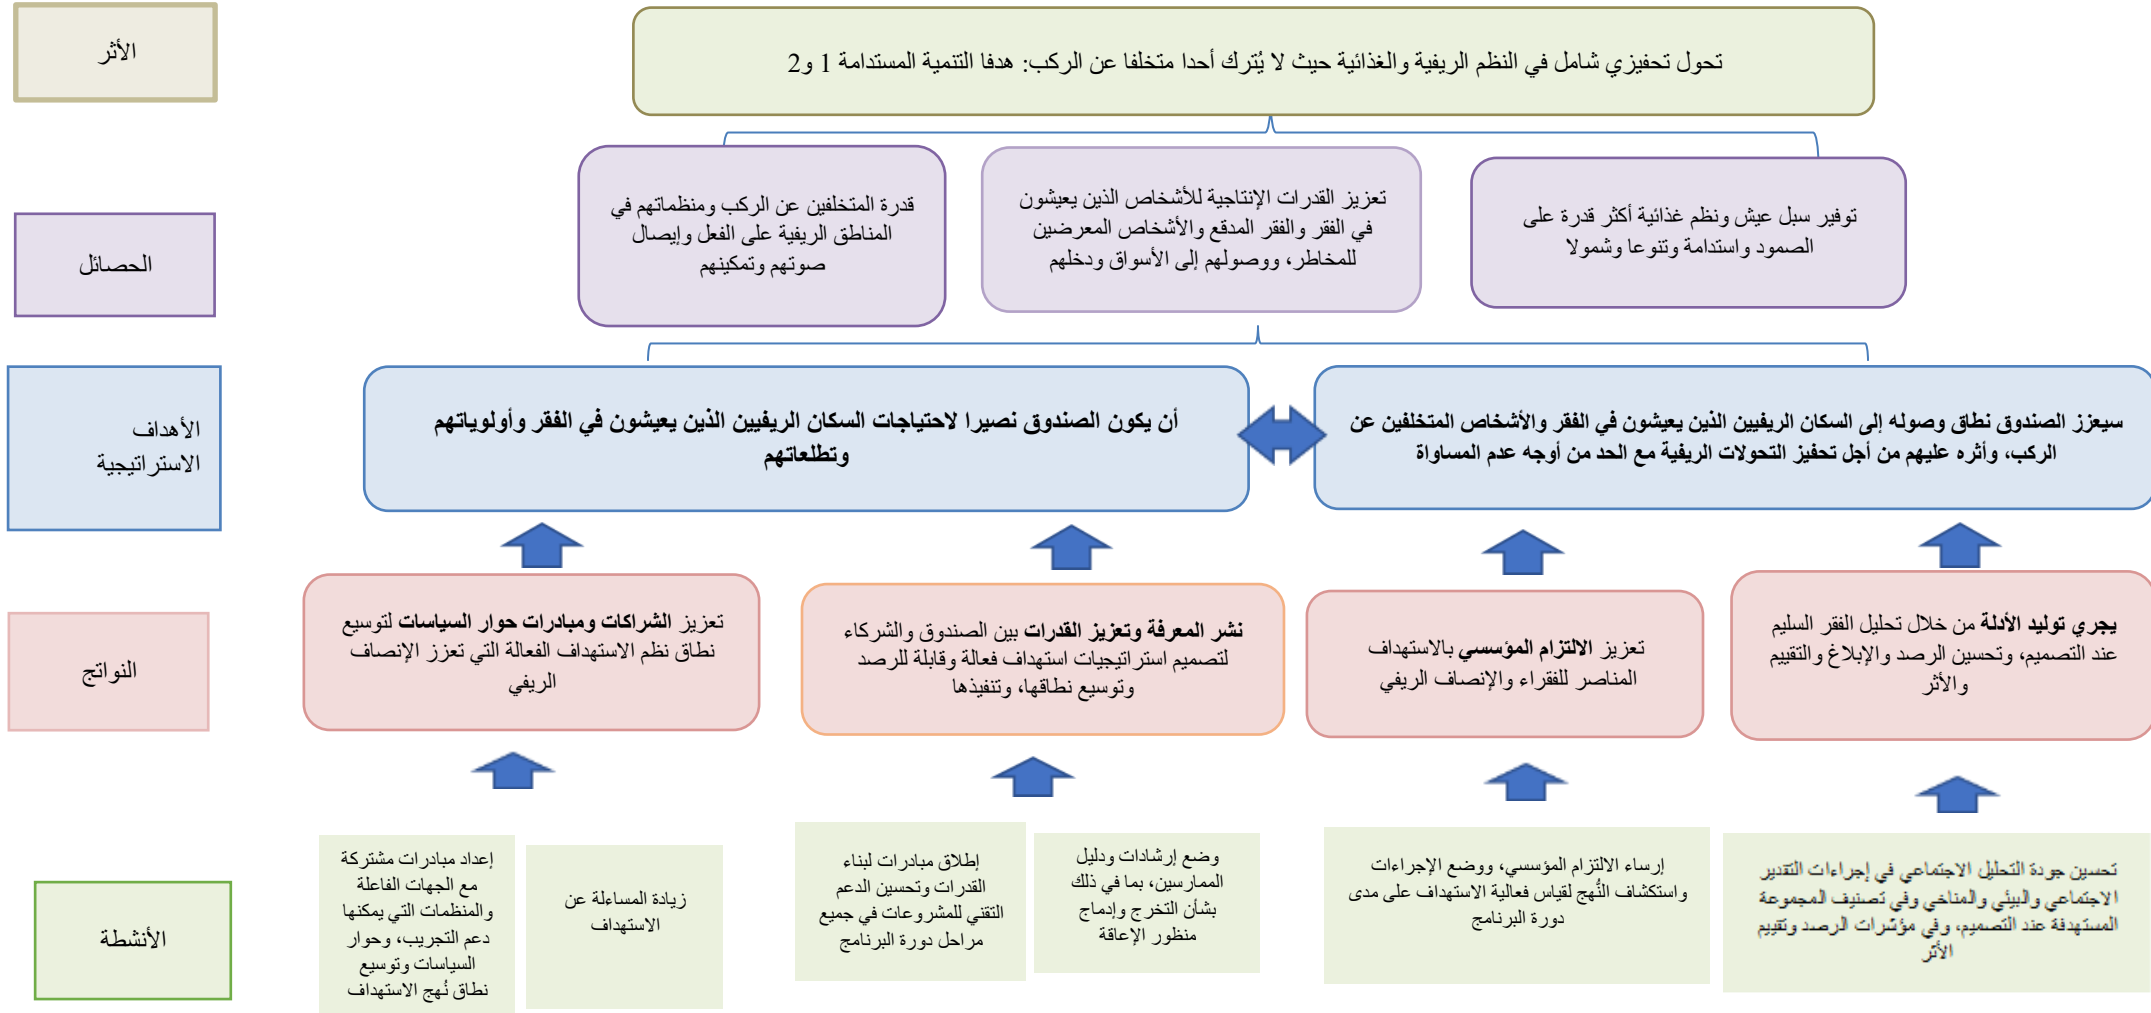 الأثر
تحول تحفيزي شامل في النظم الريفية والغذائية حيث لا يُترك أحدا متخلفا عن الركب: هدفا التنمية المستدامة 1 و2
الحصائل
توفير سبل عيش ونظم غذائية أكثر قدرة على
الصمود واستدامة وتنوعا وشمولا
تعزيز القدرات الإنتاجية للأشخاص الذين يعيشون
في الفقر والفقر المدقع والأشخاص المعرضين
للمخاطر، ووصولهم إلى الأسواق ودخلهم
قدرة المتخلفين عن الركب ومنظماتهم في
المناطق الريفية على الفعل وإيصال
صوتهم وتمكينهم
الأهداف
الاستراتيجية
سيعزز الصندوق نطاق وصوله إلى السكان الريفيين الذين يعيشون في الفقر والأشخاص المتخلفين عن
الركب، وأثره عليهم من أجل تحفيز التحولات الريفية مع الحد من أوجه عدم المساواة
أن يكون الصندوق نصيرا لاحتياجات السكان الريفيين الذين يعيشون في الفقر وأولوياتهم
وتطلعاتهم
النواتج
يجري توليد الأدلة من خلال تحليل الفقر السليم
عند التصميم، وتحسين الرصد والإبلاغ والتقييم
والأثر
تعزيز الالتزام المؤسسي بالاستهداف
المناصر للفقراء والإنصاف الريفي
نشر المعرفة وتعزيز القدرات بين الصندوق والشركاء
لتصميم استراتيجيات استهداف فعالة وقابلة للرصد
وتوسيع نطاقها، وتنفيذها
تعزيز الشراكات ومبادرات حوار السياسات لتوسيع
نطاق نظم الاستهداف الفعالة التي تعزز الإنصاف
الريفي
الأنشطة
تحسين جودة التحليل الاجتماعي في إجراءات التقدير
الاجتماعي والبيئي والمناخي وفي تصنيف المجموعة
المستهدفة عند التصميم، وفي مؤشرات الرصد وتقييم
الأثر
إرساء الالتزام المؤسسي، ووضع الإجراءات
واستكشاف النُّهج لقياس فعالية الاستهداف على مدى
دورة البرنامج
وضع إرشادات ودليل
الممارسين، بما في ذلك
بشأن التخرج وإدماج
منظور الإعاقة
إطلاق مبادرات لبناء
القدرات وتحسين الدعم
التقني للمشروعات في جميع
مراحل دورة البرنامج
زيادة المساءلة عن
الاستهداف
إعداد مبادرات مشتركة
مع الجهات الفاعلة
والمنظمات التي يمكنها
دعم التجريب، وحوار
السياسات وتوسيع
نطاق نُهج الاستهداف